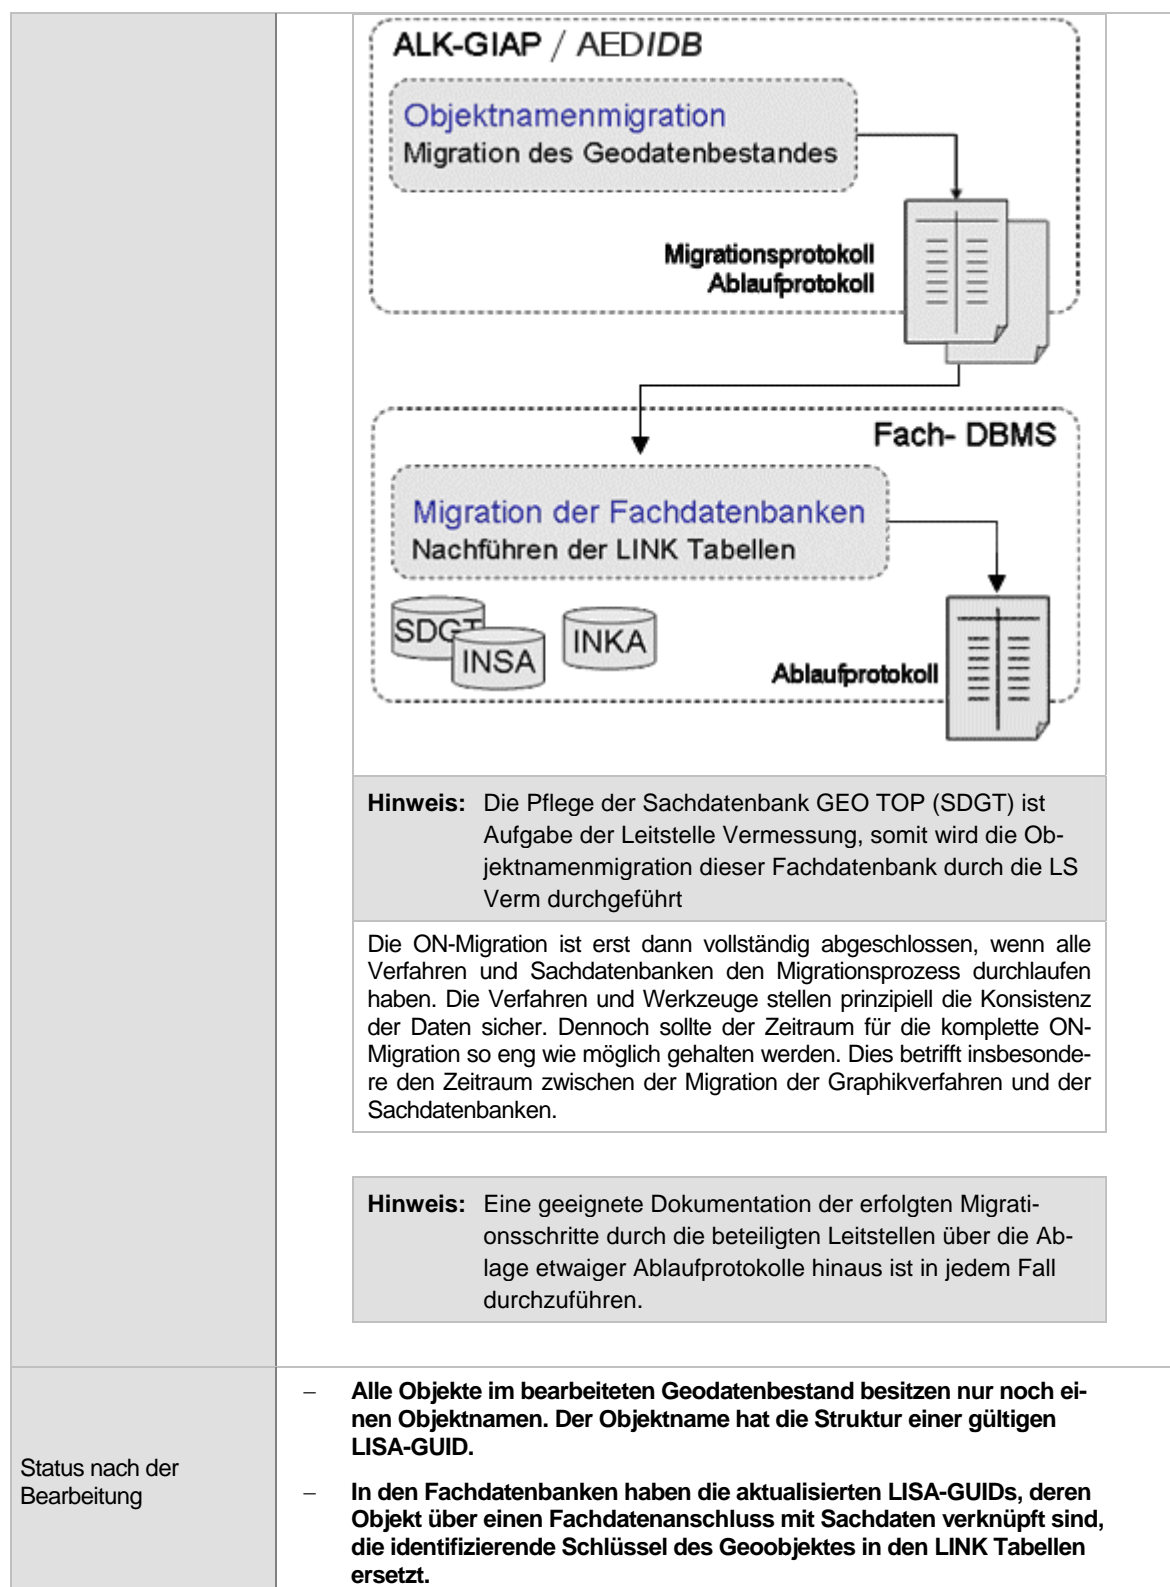 ALK-GIAP / AEDIDB
Objektnamenmigration
Migration des Geodatenbestandes
Migrationsprotokoll
Ablaufprotokoll
Fach- DBMS
Migration der Fachdatenbanken
Nachführen der LINK Tabellen
SDGT
INSA
INKA
Ablaufprotokoll
Hinweis: Die Pflege der Sachdatenbank GEO TOP (SDGT) ist
Aufgabe der Leitstelle Vermessung, somit wird die Ob-
jektnamenmigration dieser Fachdatenbank durch die LS
Verm durchgeführt
Die ON-Migration ist erst dann vollständig abgeschlossen, wenn alle
Verfahren und Sachdatenbanken den Migrationsprozess durchlaufen
haben. Die Verfahren und Werkzeuge stellen prinzipiell die Konsistenz
der Daten sicher. Dennoch sollte der Zeitraum für die komplette ON-
Migration so eng wie möglich gehalten werden. Dies betrifft insbesonde-
re den Zeitraum zwischen der Migration der Graphikverfahren und der
Sachdatenbanken.
Hinweis: Eine geeignete Dokumentation der erfolgten Migrati-
onsschritte durch die beteiligten Leitstellen über die Ab-
lage etwaiger Ablaufprotokolle hinaus ist in jedem Fall
durchzuführen.
Status nach der
Bearbeitung
– Alle Objekte im bearbeiteten Geodatenbestand besitzen nur noch ei-
nen Objektnamen. Der Objektname hat die Struktur einer gültigen
LISA-GUID.
– In den Fachdatenbanken haben die aktualisierten LISA-GUIDs, deren
Objekt über einen Fachdatenanschluss mit Sachdaten verknüpft sind,
die identifizierende Schlüssel des Geoobjektes in den LINK Tabellen
ersetzt.